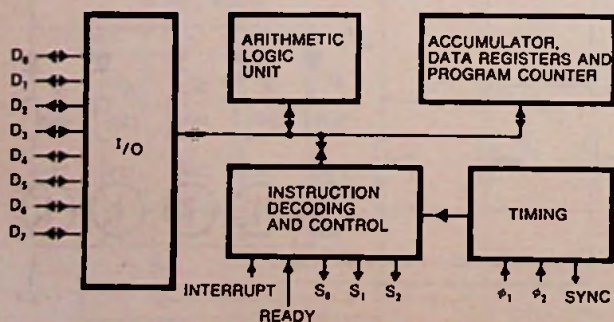 D₀
D₁
D₂
D₃
D₄
D₅
D₆
D₇
I/O
ARITHMETIC
LOGIC
UNIT
ACCUMULATOR,
DATA REGISTERS AND
PROGRAM COUNTER
INSTRUCTION
DECODING
AND CONTROL
TIMING
INTERRUPT
READY
S₀
S₁
S₂
ϕ₁
ϕ₂
SYNC